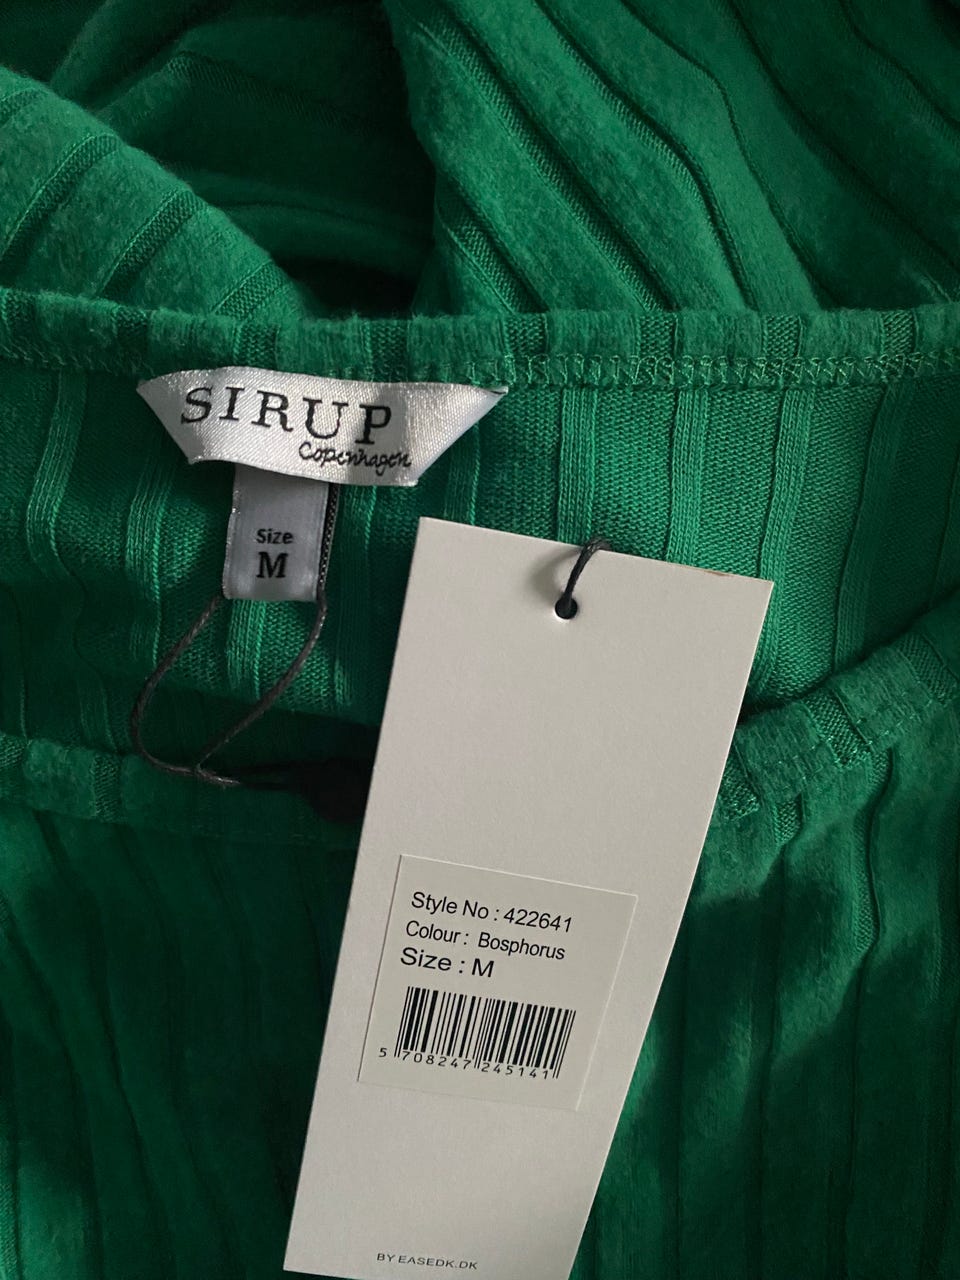 SIRUP
Copenhagen
Size
M
Style No : 422641
Colour : Bosphorus
Size : M
5 708247 245141
BY EASEDK.DK